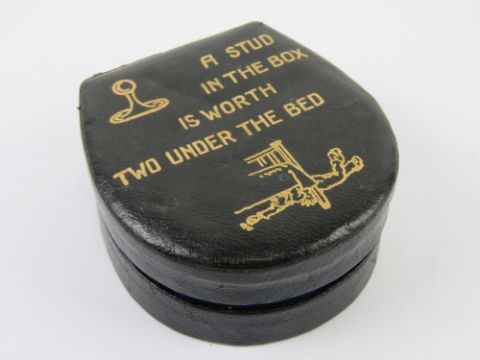 A STUD
IN THE BOX
IS WORTH
TWO UNDER THE BED